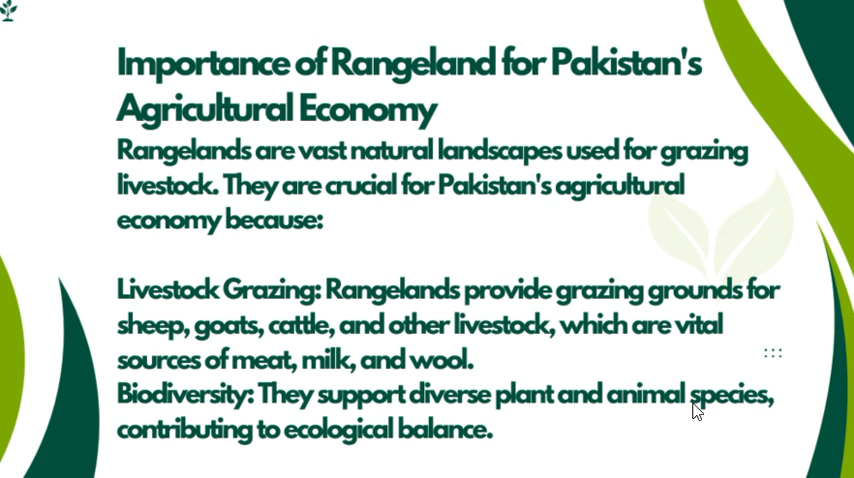 Importance of Rangeland for Pakistan's
Agricultural Economy
Rangelands are vast natural landscapes used for grazing
livestock. They are crucial for Pakistan's agricultural
economy because:
Livestock Grazing: Rangelands provide grazing grounds for
sheep, goats, cattle, and other livestock, which are vital
sources of meat, milk, and wool.
Biodiversity: They support diverse plant and animal species,
contributing to ecological balance.